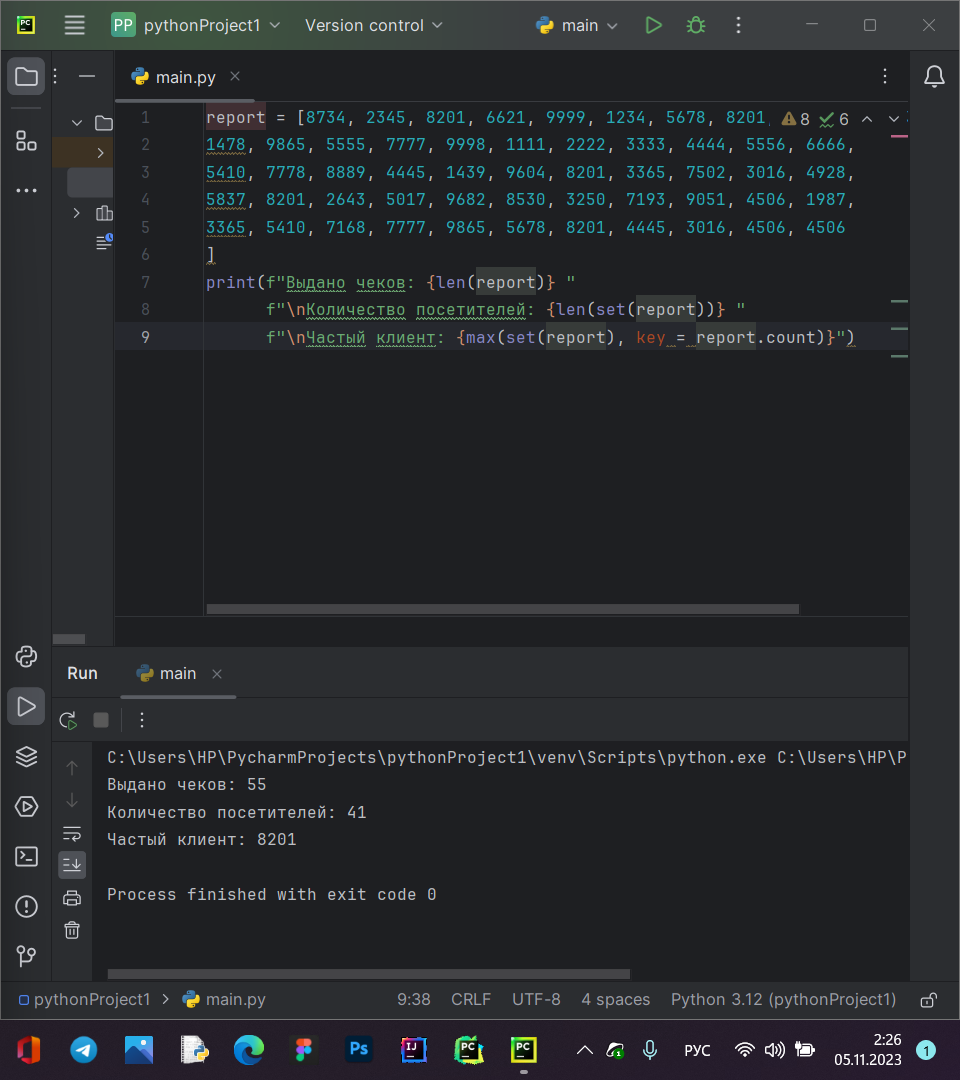 PC
PP pythonProject1 Version control main
main.py
1 report = [8734, 2345, 8201, 6621, 9999, 1234, 5678, 8201, 8 6
2 1478, 9865, 5555, 7777, 9998, 1111, 2222, 3333, 4444, 5556, 6666,
3 5410, 7778, 8889, 4445, 1439, 9604, 8201, 3365, 7502, 3016, 4928,
4 5837, 8201, 2643, 5017, 9682, 8530, 3250, 7193, 9051, 4506, 1987,
5 3365, 5410, 7168, 7777, 9865, 5678, 8201, 4445, 3016, 4506, 4506
6 ]
7 print(f"Выдано чеков: {len(report)} "
8 f"\nКоличество посетителей: {len(set(report))} "
9 f"\nЧастый клиент: {max(set(report), key = report.count)}")
Run main
C:\Users\HP\PycharmProjects\pythonProject1\venv\Scripts\python.exe C:\Users\HP\P
Выдано чеков: 55
Количество посетителей: 41
Частый клиент: 8201
Process finished with exit code 0
pythonProject1 main.py 9:38 CRLF UTF-8 4 spaces Python 3.12 (pythonProject1)
Ps IJ PC PC 1 РУС 2:26 1
05.11.2023